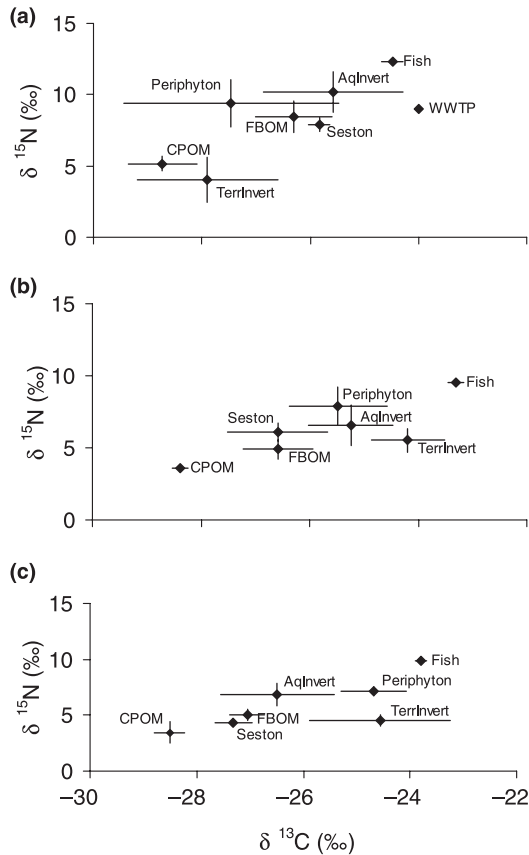 (a)
15
10
5
0
δ ¹⁵N (‰)
Fish
AqInvert
Periphyton
WWTP
FBOM
Seston
CPOM
TerrInvert
(b)
15
10
5
0
δ ¹⁵N (‰)
Fish
Periphyton
Seston
AqInvert
TerrInvert
FBOM
CPOM
(c)
15
10
5
0
δ ¹⁵N (‰)
Fish
AqInvert
Periphyton
CPOM
FBOM
TerrInvert
Seston
–30 –28 –26 –24 –22
δ ¹³C (‰)